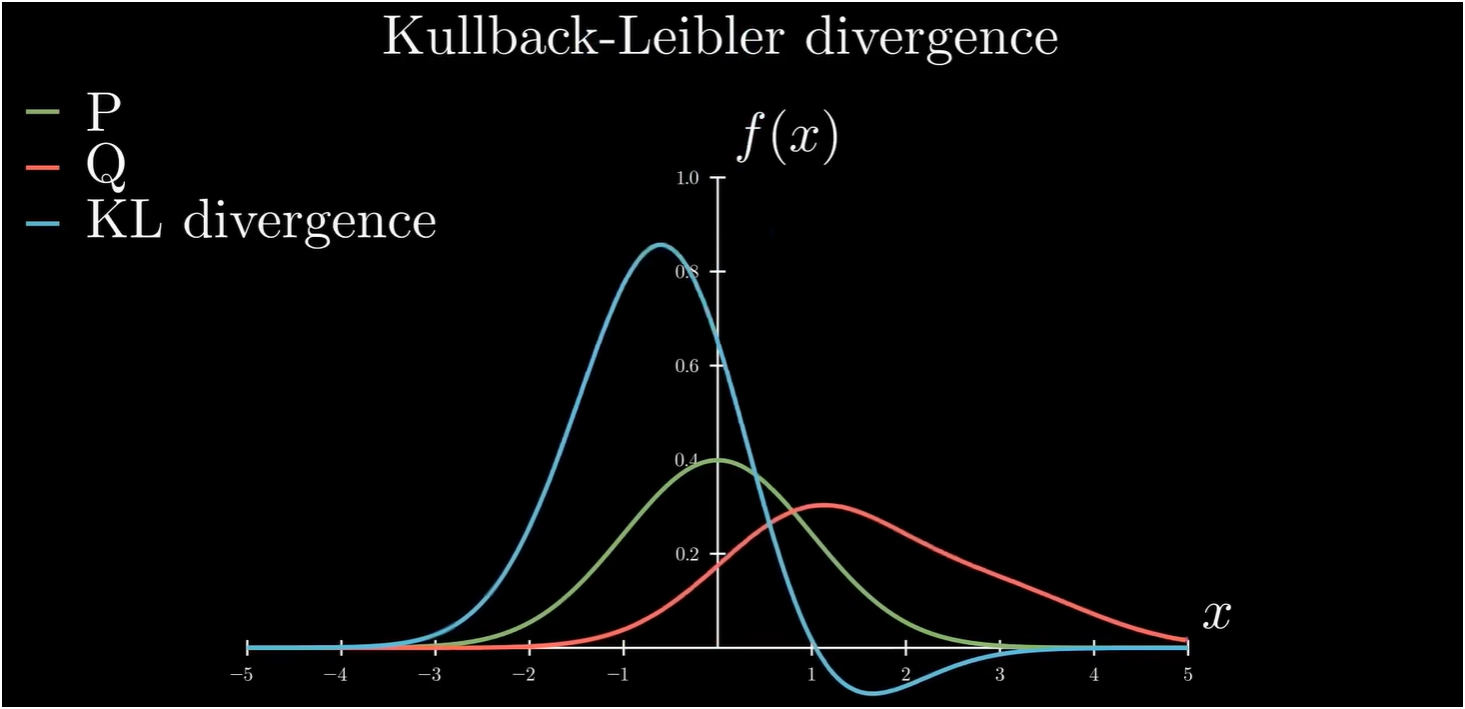 Kullback-Leibler divergence
P
Q
KL divergence
f(x)
1.0
0.8
0.6
0.4
0.2
x
−5 −4 −3 −2 −1 1 2 3 4 5